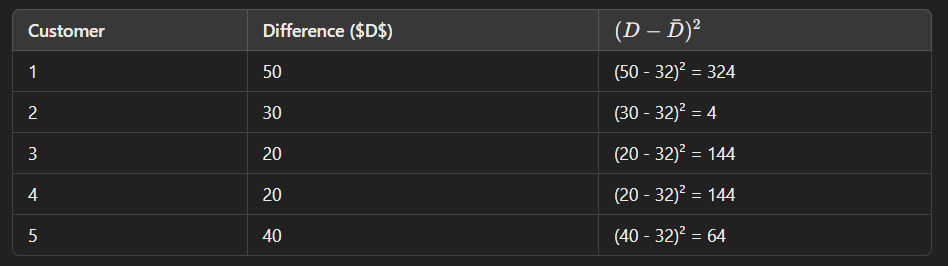 Customer Difference ($D$) (D − D̄)²
1 50 (50 - 32)² = 324
2 30 (30 - 32)² = 4
3 20 (20 - 32)² = 144
4 20 (20 - 32)² = 144
5 40 (40 - 32)² = 64